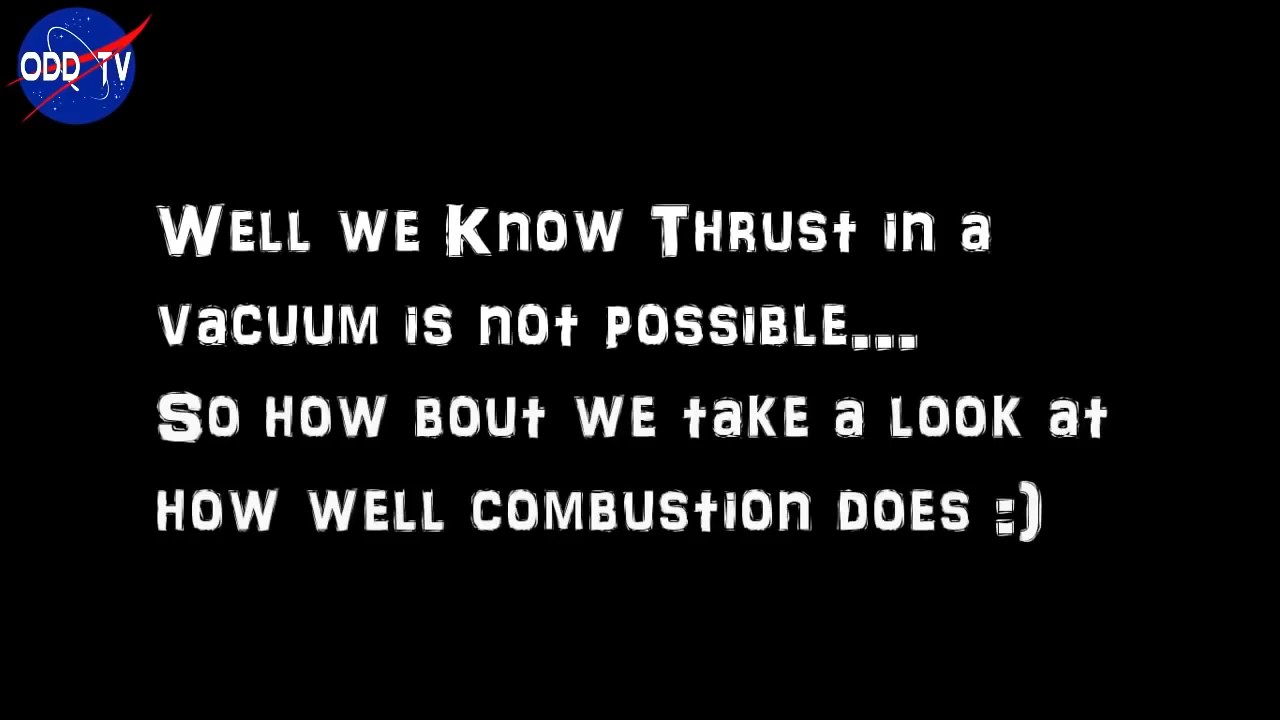 ODD TV
Well we Know Thrust in a
vacuum is not possible...
So how bout we take a look at
how well combustion does :)